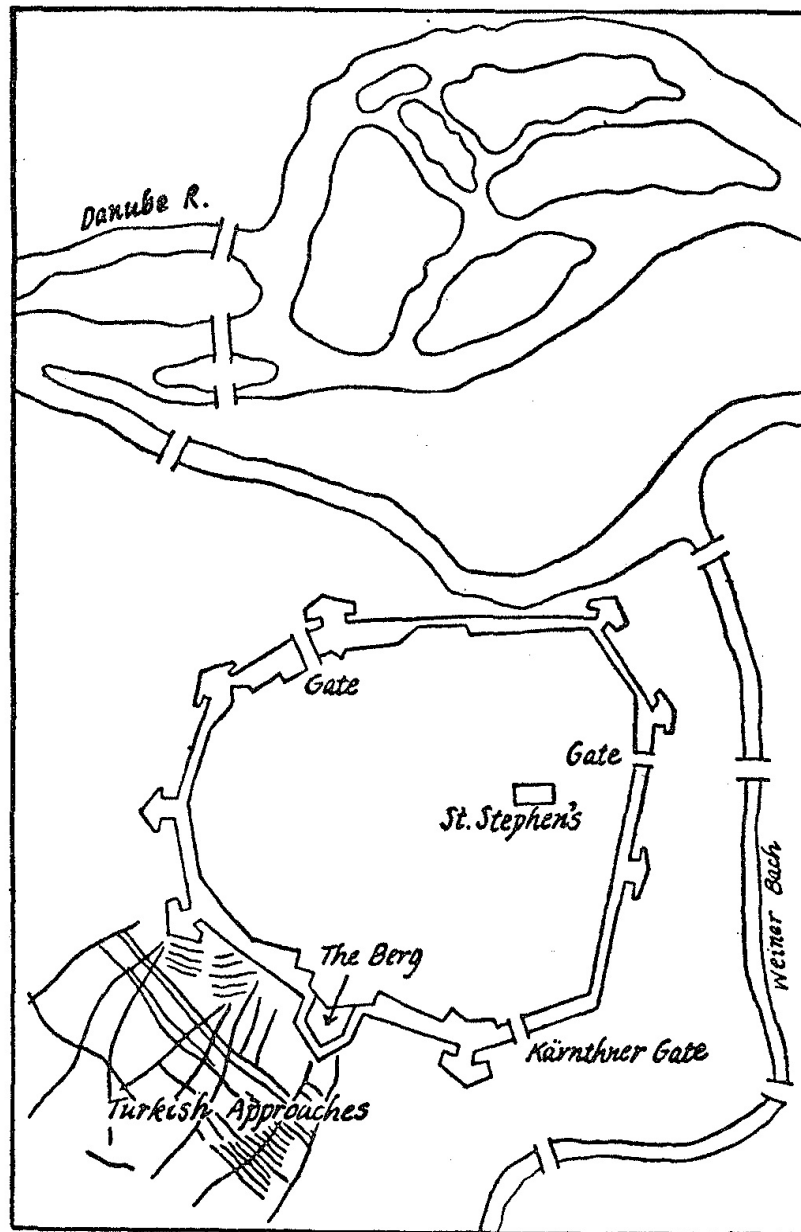 Danube R.
Gate
Gate
St. Stephen's
Weiner Bach
The Berg
Kärnthner Gate
Turkish Approaches